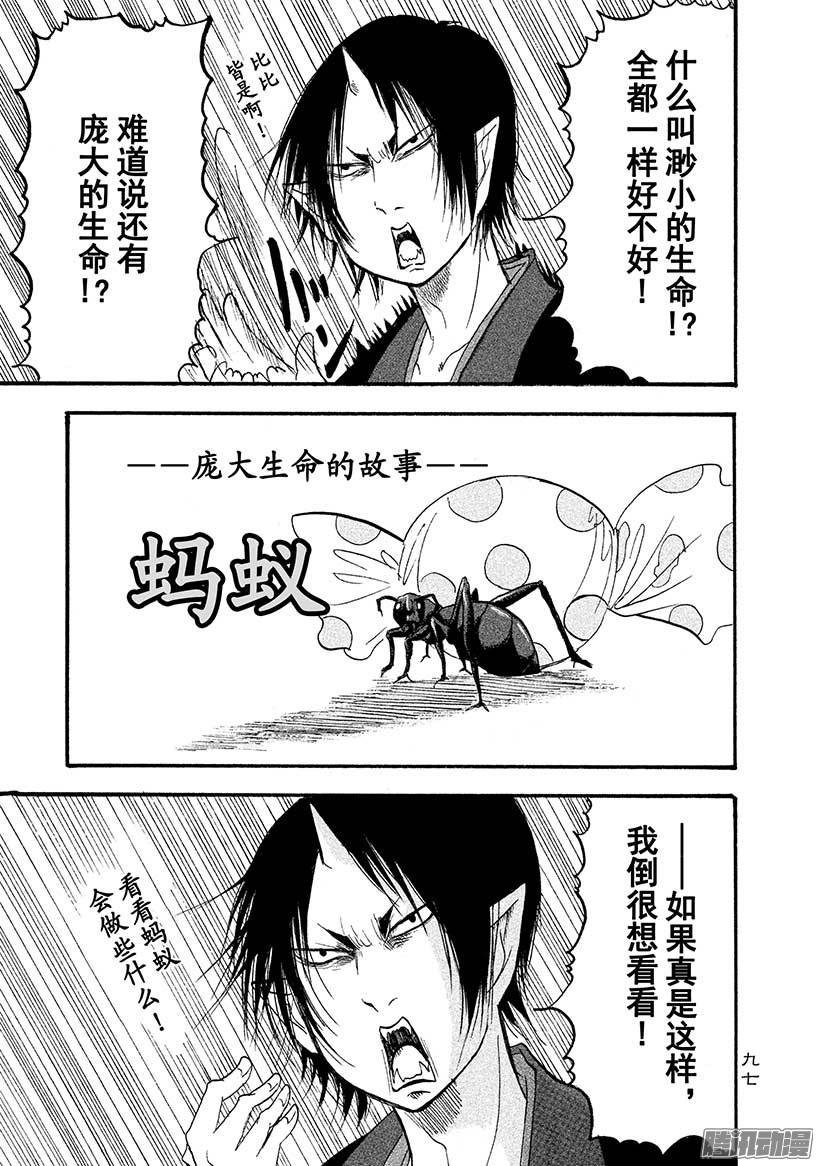 什么叫渺小的生命!?
全都一样好不好!
比比
皆是啊!
难道说还有
庞大的生命!?
——庞大生命的故事——
蚂蚁
——如果真是这样,
我倒很想看看!
看看蚂蚁
会做些什么!
九七
腾讯动漫